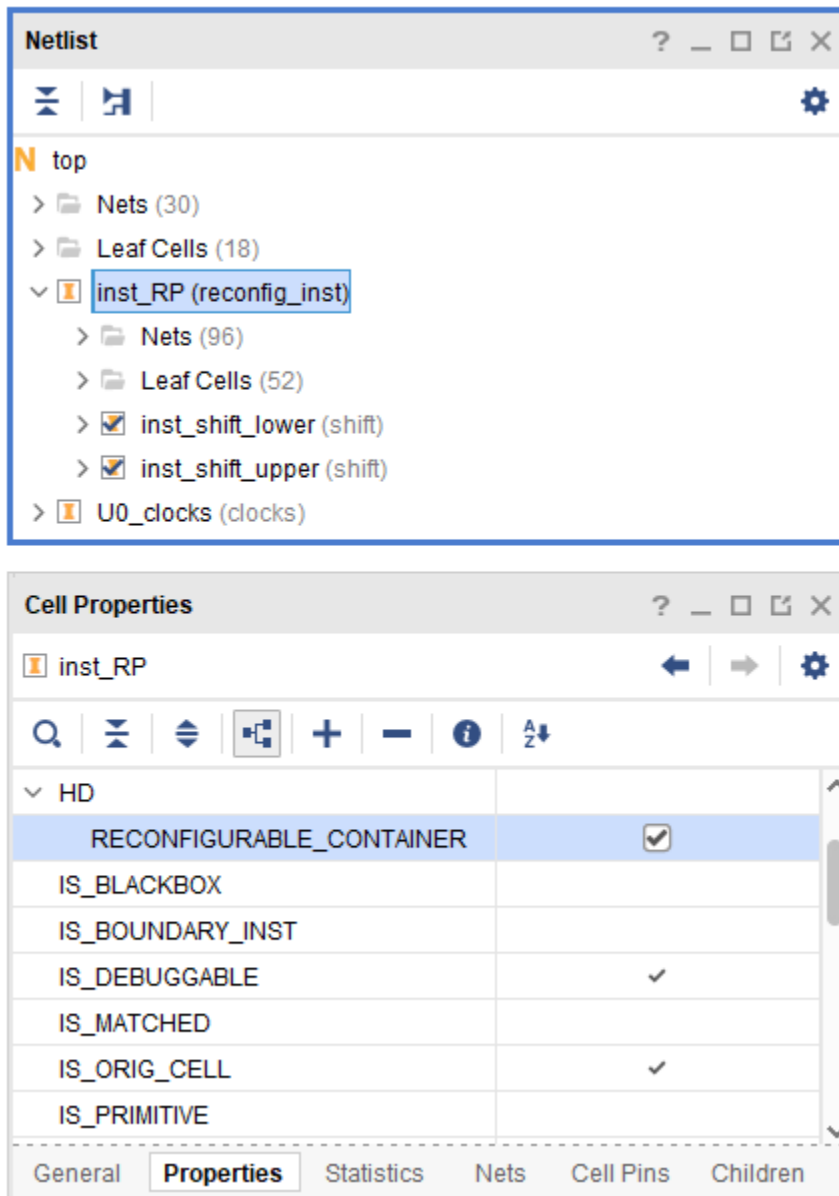 Netlist
N top
Nets (30)
Leaf Cells (18)
inst_RP (reconfig_inst)
Nets (96)
Leaf Cells (52)
inst_shift_lower (shift)
inst_shift_upper (shift)
U0_clocks (clocks)
Cell Properties
inst_RP
HD
RECONFIGURABLE_CONTAINER
IS_BLACKBOX
IS_BOUNDARY_INST
IS_DEBUGGABLE
IS_MATCHED
IS_ORIG_CELL
IS_PRIMITIVE
General Properties Statistics Nets Cell Pins Children